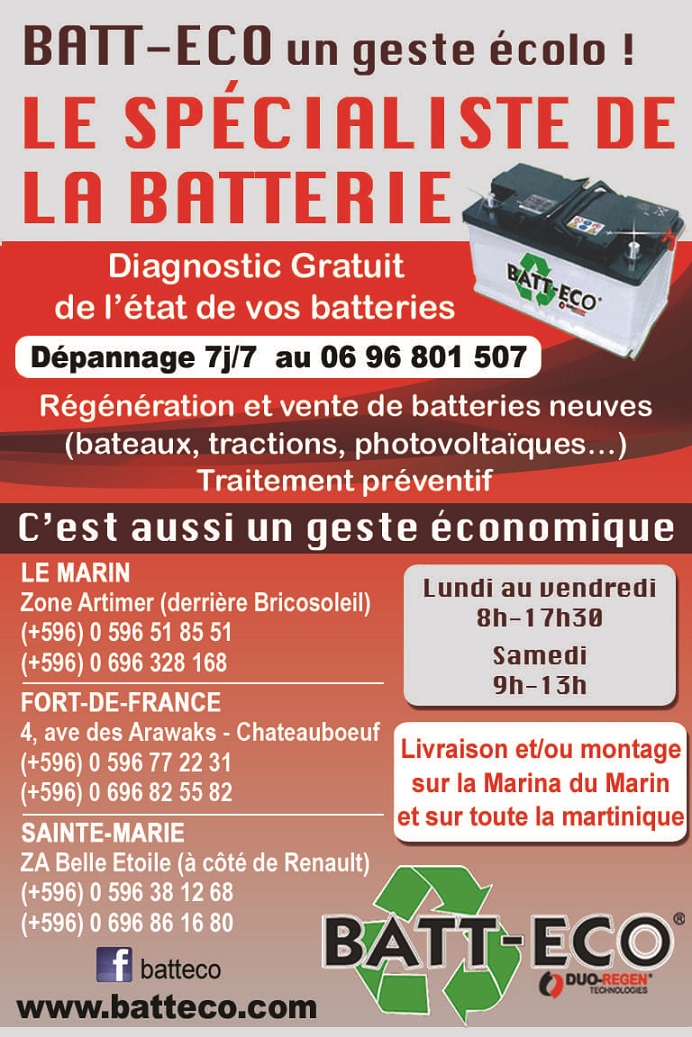 BATT-ECO un geste écolo !
LE SPÉCIALISTE DE
LA BATTERIE
BATT-ECO®
Diagnostic Gratuit
de l'état de vos batteries
Dépannage 7j/7 au 06 96 801 507
Régénération et vente de batteries neuves
(bateaux, tractions, photovoltaïques...)
Traitement préventif
C'est aussi un geste économique
LE MARIN
Zone Artimer (derrière Bricosoleil)
(+596) 0 596 51 85 51
(+596) 0 696 328 168
FORT-DE-FRANCE
4, ave des Arawaks - Chateauboeuf
(+596) 0 596 77 22 31
(+596) 0 696 82 55 82
SAINTE-MARIE
ZA Belle Etoile (à côté de Renault)
(+596) 0 596 38 12 68
(+596) 0 696 86 16 80
Lundi au vendredi
8h-17h30
Samedi
9h-13h
Livraison et/ou montage
sur la Marina du Marin
et sur toute la martinique
f batteco
www.batteco.com
BATT-ECO®
DUO-REGEN®
TECHNOLOGIES